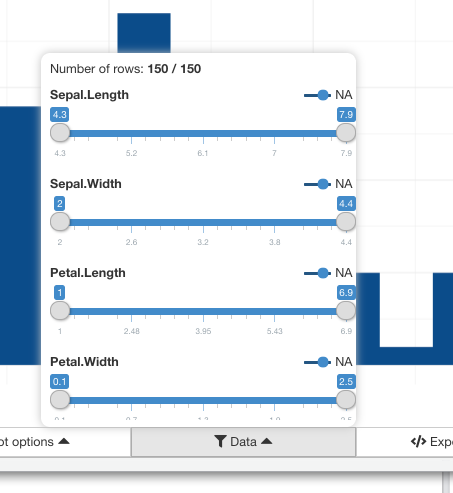 Number of rows: 150 / 150
Sepal.Length NA
4.3 7.9
4.3 5.2 6.1 7 7.9
Sepal.Width NA
2 4.4
2 2.6 3.2 3.8 4.4
Petal.Length NA
1 6.9
1 2.48 3.95 5.43 6.9
Petal.Width NA
0.1 2.5
options Data